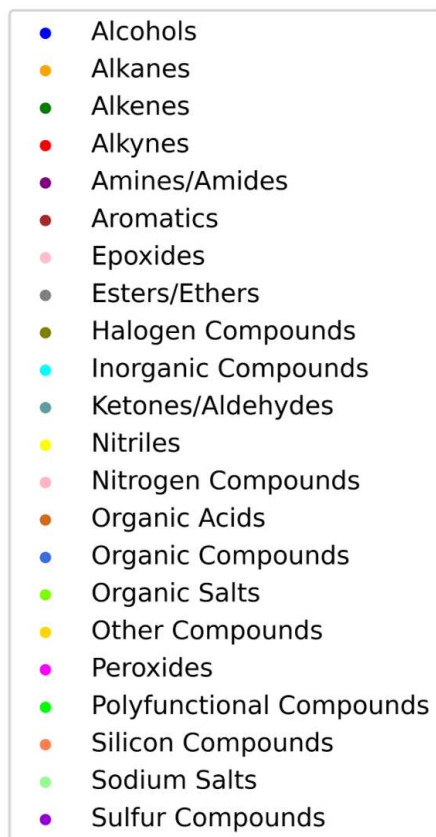 Alcohols
Alkanes
Alkenes
Alkynes
Amines/Amides
Aromatics
Epoxides
Esters/Ethers
Halogen Compounds
Inorganic Compounds
Ketones/Aldehydes
Nitriles
Nitrogen Compounds
Organic Acids
Organic Compounds
Organic Salts
Other Compounds
Peroxides
Polyfunctional Compounds
Silicon Compounds
Sodium Salts
Sulfur Compounds